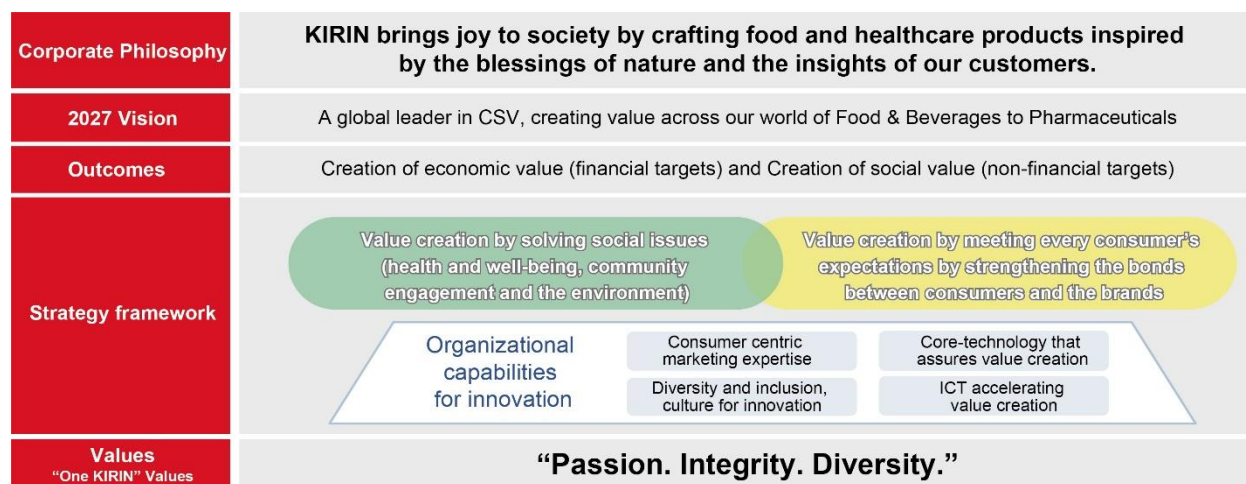 Corporate Philosophy
KIRIN brings joy to society by crafting food and healthcare products inspired
by the blessings of nature and the insights of our customers.
2027 Vision
A global leader in CSV, creating value across our world of Food & Beverages to Pharmaceuticals
Outcomes
Creation of economic value (financial targets) and Creation of social value (non-financial targets)
Strategy framework
Value creation by solving social issues
(health and well-being, community
engagement and the environment)
Value creation by meeting every consumer's
expectations by strengthening the bonds
between consumers and the brands
Organizational
capabilities
for innovation
Consumer centric
marketing expertise
Core-technology that
assures value creation
Diversity and inclusion,
culture for innovation
ICT accelerating
value creation
Values
“One KIRIN” Values
“Passion. Integrity. Diversity.”